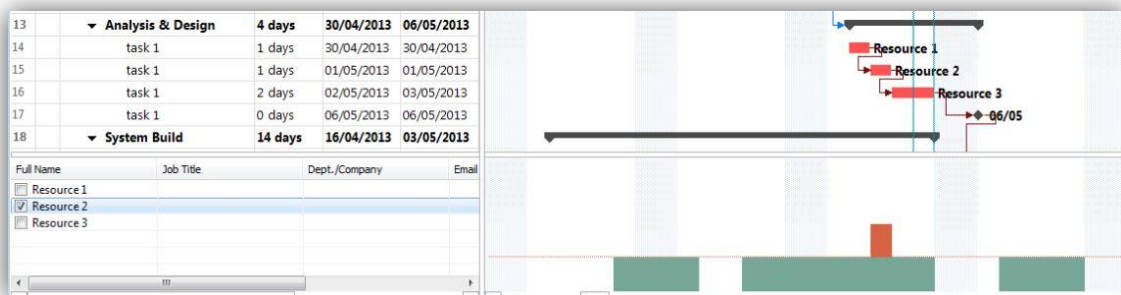 13 Analysis & Design 4 days 30/04/2013 06/05/2013
14 task 1 1 days 30/04/2013 30/04/2013 Resource 1
15 task 1 1 days 01/05/2013 01/05/2013 Resource 2
16 task 1 2 days 02/05/2013 03/05/2013 Resource 3
17 task 1 0 days 06/05/2013 06/05/2013 06/05
18 System Build 14 days 16/04/2013 03/05/2013
Full Name Job Title Dept./Company Email
Resource 1
Resource 2
Resource 3